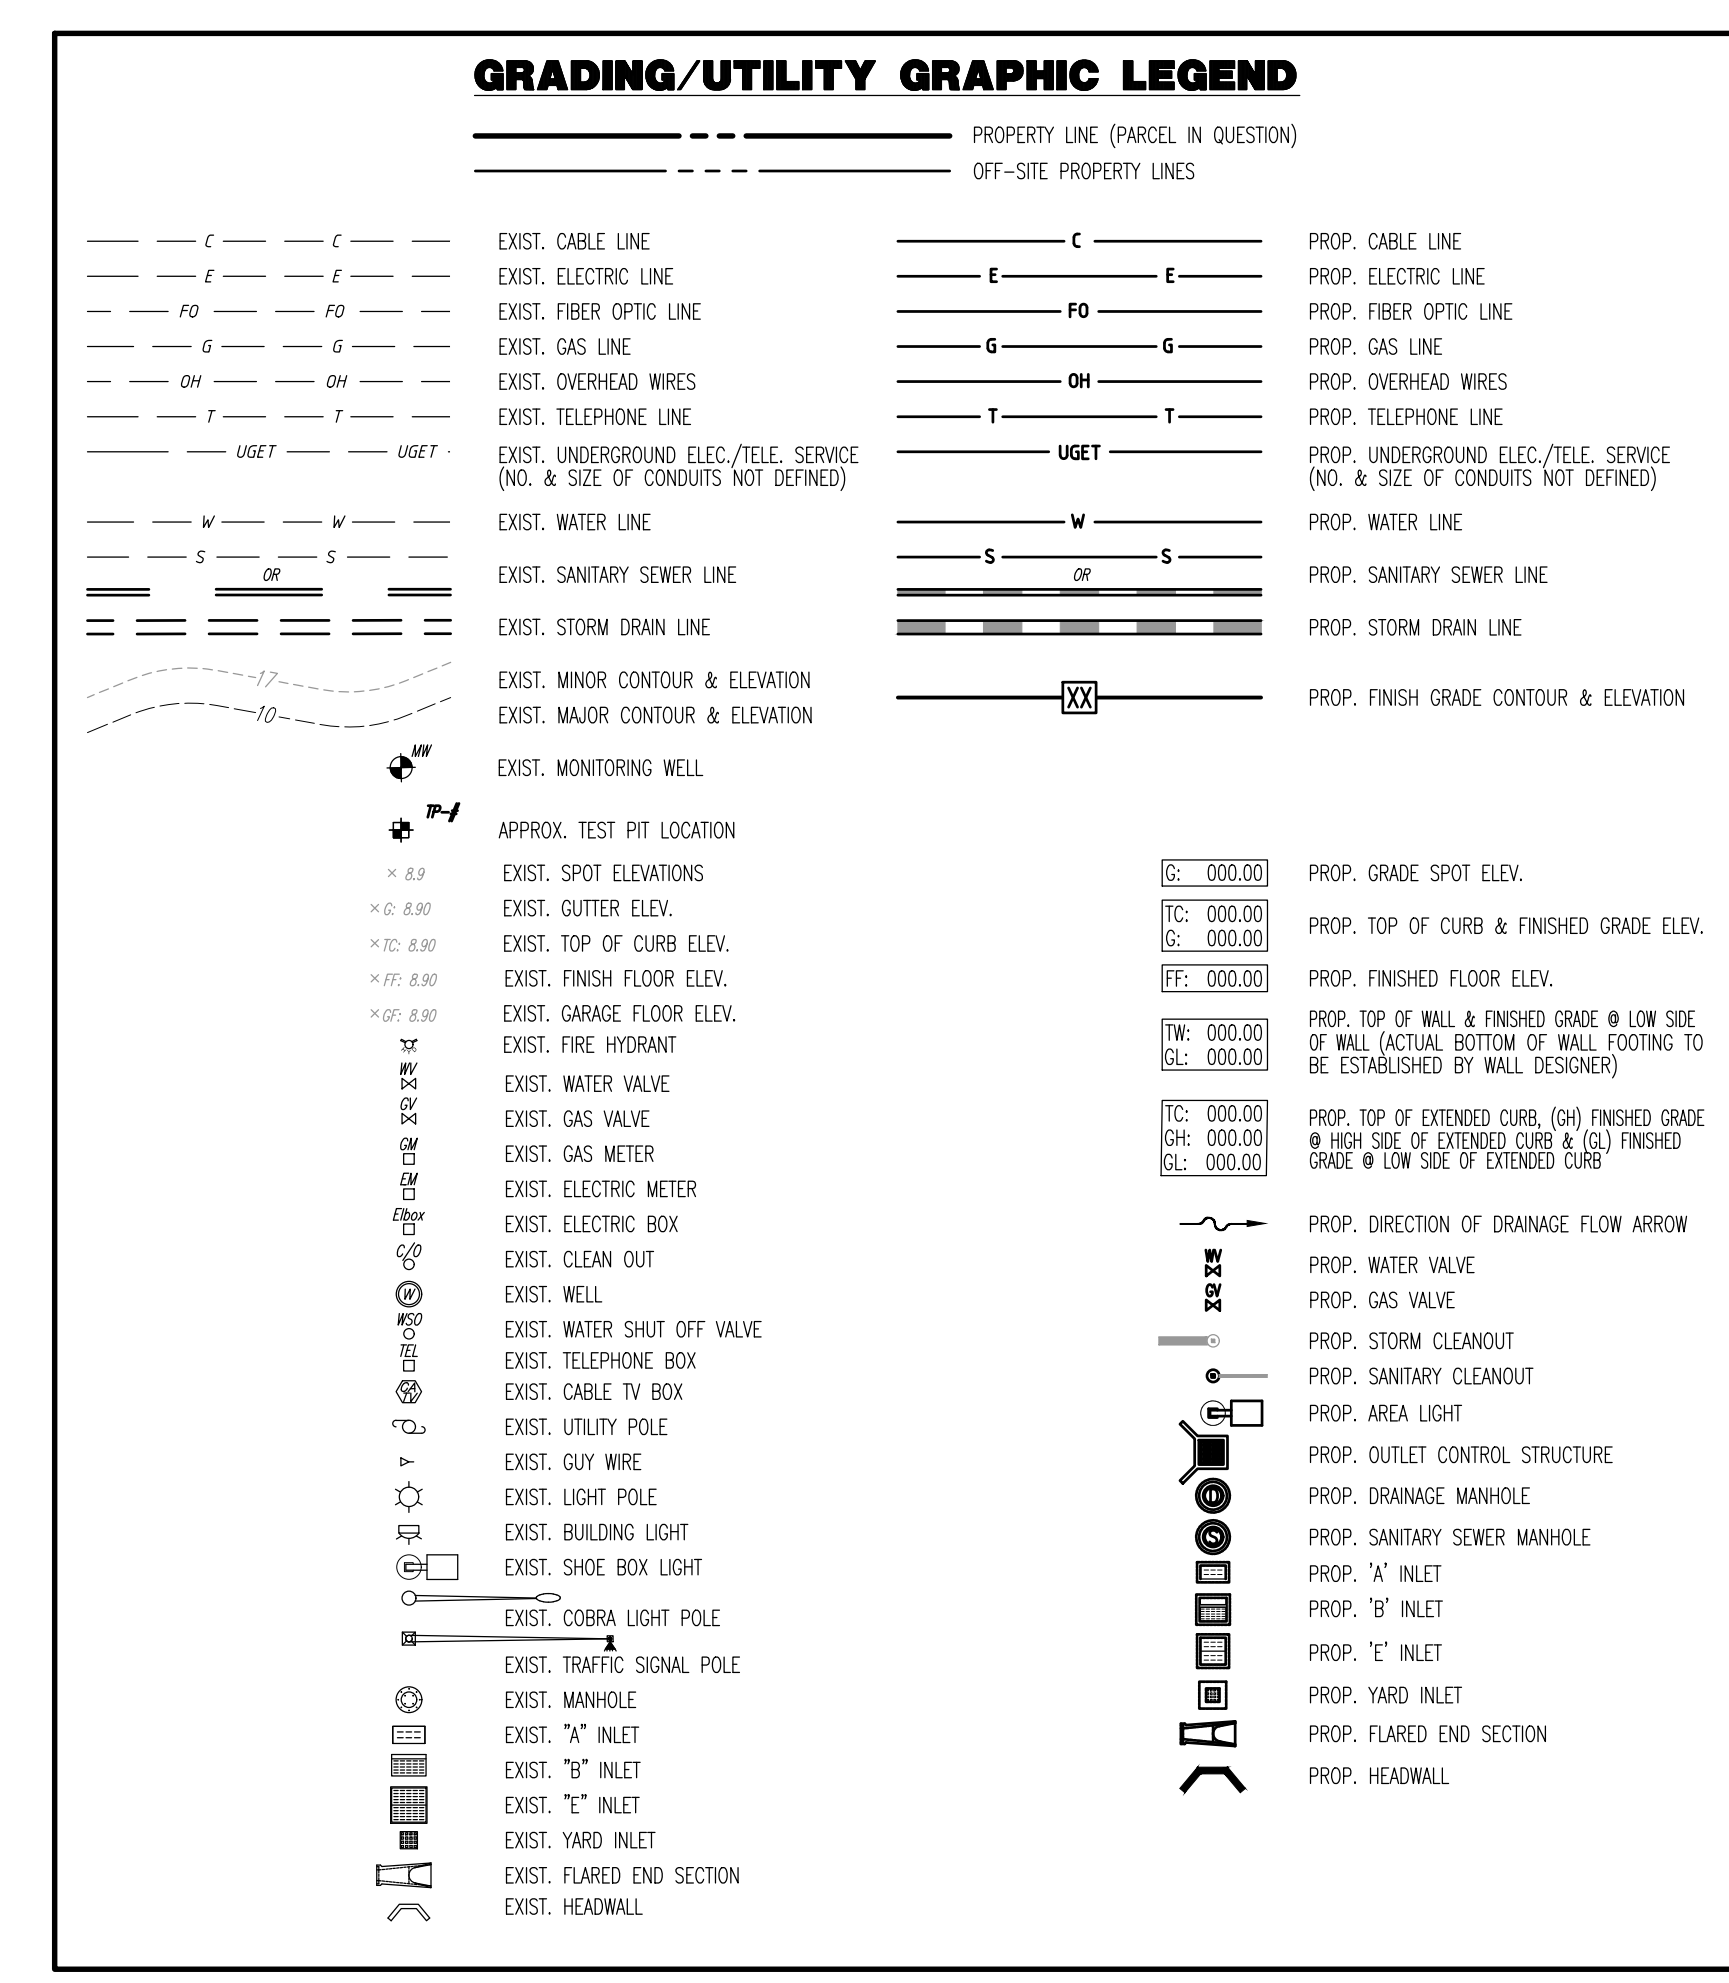 GRADING/UTILITY GRAPHIC LEGEND
PROPERTY LINE (PARCEL IN QUESTION)
OFF-SITE PROPERTY LINES
C C EXIST. CABLE LINE C PROP. CABLE LINE
E E EXIST. ELECTRIC LINE E E PROP. ELECTRIC LINE
FO FO EXIST. FIBER OPTIC LINE FO PROP. FIBER OPTIC LINE
G G EXIST. GAS LINE G G PROP. GAS LINE
OH OH EXIST. OVERHEAD WIRES OH PROP. OVERHEAD WIRES
T T EXIST. TELEPHONE LINE T T PROP. TELEPHONE LINE
UGET UGET EXIST. UNDERGROUND ELEC./TELE. SERVICE UGET PROP. UNDERGROUND ELEC./TELE. SERVICE
(NO. & SIZE OF CONDUITS NOT DEFINED) (NO. & SIZE OF CONDUITS NOT DEFINED)
W W EXIST. WATER LINE W PROP. WATER LINE
S S S S
OR EXIST. SANITARY SEWER LINE OR PROP. SANITARY SEWER LINE
EXIST. STORM DRAIN LINE PROP. STORM DRAIN LINE
17 EXIST. MINOR CONTOUR & ELEVATION
XX PROP. FINISH GRADE CONTOUR & ELEVATION
10 EXIST. MAJOR CONTOUR & ELEVATION
MW
EXIST. MONITORING WELL
TP-#
APPROX. TEST PIT LOCATION
× 8.9 EXIST. SPOT ELEVATIONS
× G: 8.90 EXIST. GUTTER ELEV.
× TC: 8.90 EXIST. TOP OF CURB ELEV.
× FF: 8.90 EXIST. FINISH FLOOR ELEV.
× GF: 8.90 EXIST. GARAGE FLOOR ELEV.
EXIST. FIRE HYDRANT
WV
EXIST. WATER VALVE
GV
EXIST. GAS VALVE
GM
EXIST. GAS METER
EM
EXIST. ELECTRIC METER
Elbox
EXIST. ELECTRIC BOX
C/O
EXIST. CLEAN OUT
W EXIST. WELL
WSO
EXIST. WATER SHUT OFF VALVE
TEL
EXIST. TELEPHONE BOX
CA
TV
EXIST. CABLE TV BOX
EXIST. UTILITY POLE
EXIST. GUY WIRE
EXIST. LIGHT POLE
EXIST. BUILDING LIGHT
EXIST. SHOE BOX LIGHT
EXIST. COBRA LIGHT POLE
EXIST. TRAFFIC SIGNAL POLE
EXIST. MANHOLE
EXIST. "A" INLET
EXIST. "B" INLET
EXIST. "E" INLET
EXIST. YARD INLET
EXIST. FLARED END SECTION
EXIST. HEADWALL
G: 000.00 PROP. GRADE SPOT ELEV.
TC: 000.00
G: 000.00
PROP. TOP OF CURB & FINISHED GRADE ELEV.
FF: 000.00 PROP. FINISHED FLOOR ELEV.
TW: 000.00
GL: 000.00
PROP. TOP OF WALL & FINISHED GRADE @ LOW SIDE
OF WALL (ACTUAL BOTTOM OF WALL FOOTING TO
BE ESTABLISHED BY WALL DESIGNER)
TC: 000.00
GH: 000.00
GL: 000.00
PROP. TOP OF EXTENDED CURB, (GH) FINISHED GRADE
@ HIGH SIDE OF EXTENDED CURB & (GL) FINISHED
GRADE @ LOW SIDE OF EXTENDED CURB
PROP. DIRECTION OF DRAINAGE FLOW ARROW
WV
PROP. WATER VALVE
GV
PROP. GAS VALVE
PROP. STORM CLEANOUT
PROP. SANITARY CLEANOUT
PROP. AREA LIGHT
PROP. OUTLET CONTROL STRUCTURE
D PROP. DRAINAGE MANHOLE
S PROP. SANITARY SEWER MANHOLE
PROP. 'A' INLET
PROP. 'B' INLET
PROP. 'E' INLET
PROP. YARD INLET
PROP. FLARED END SECTION
PROP. HEADWALL